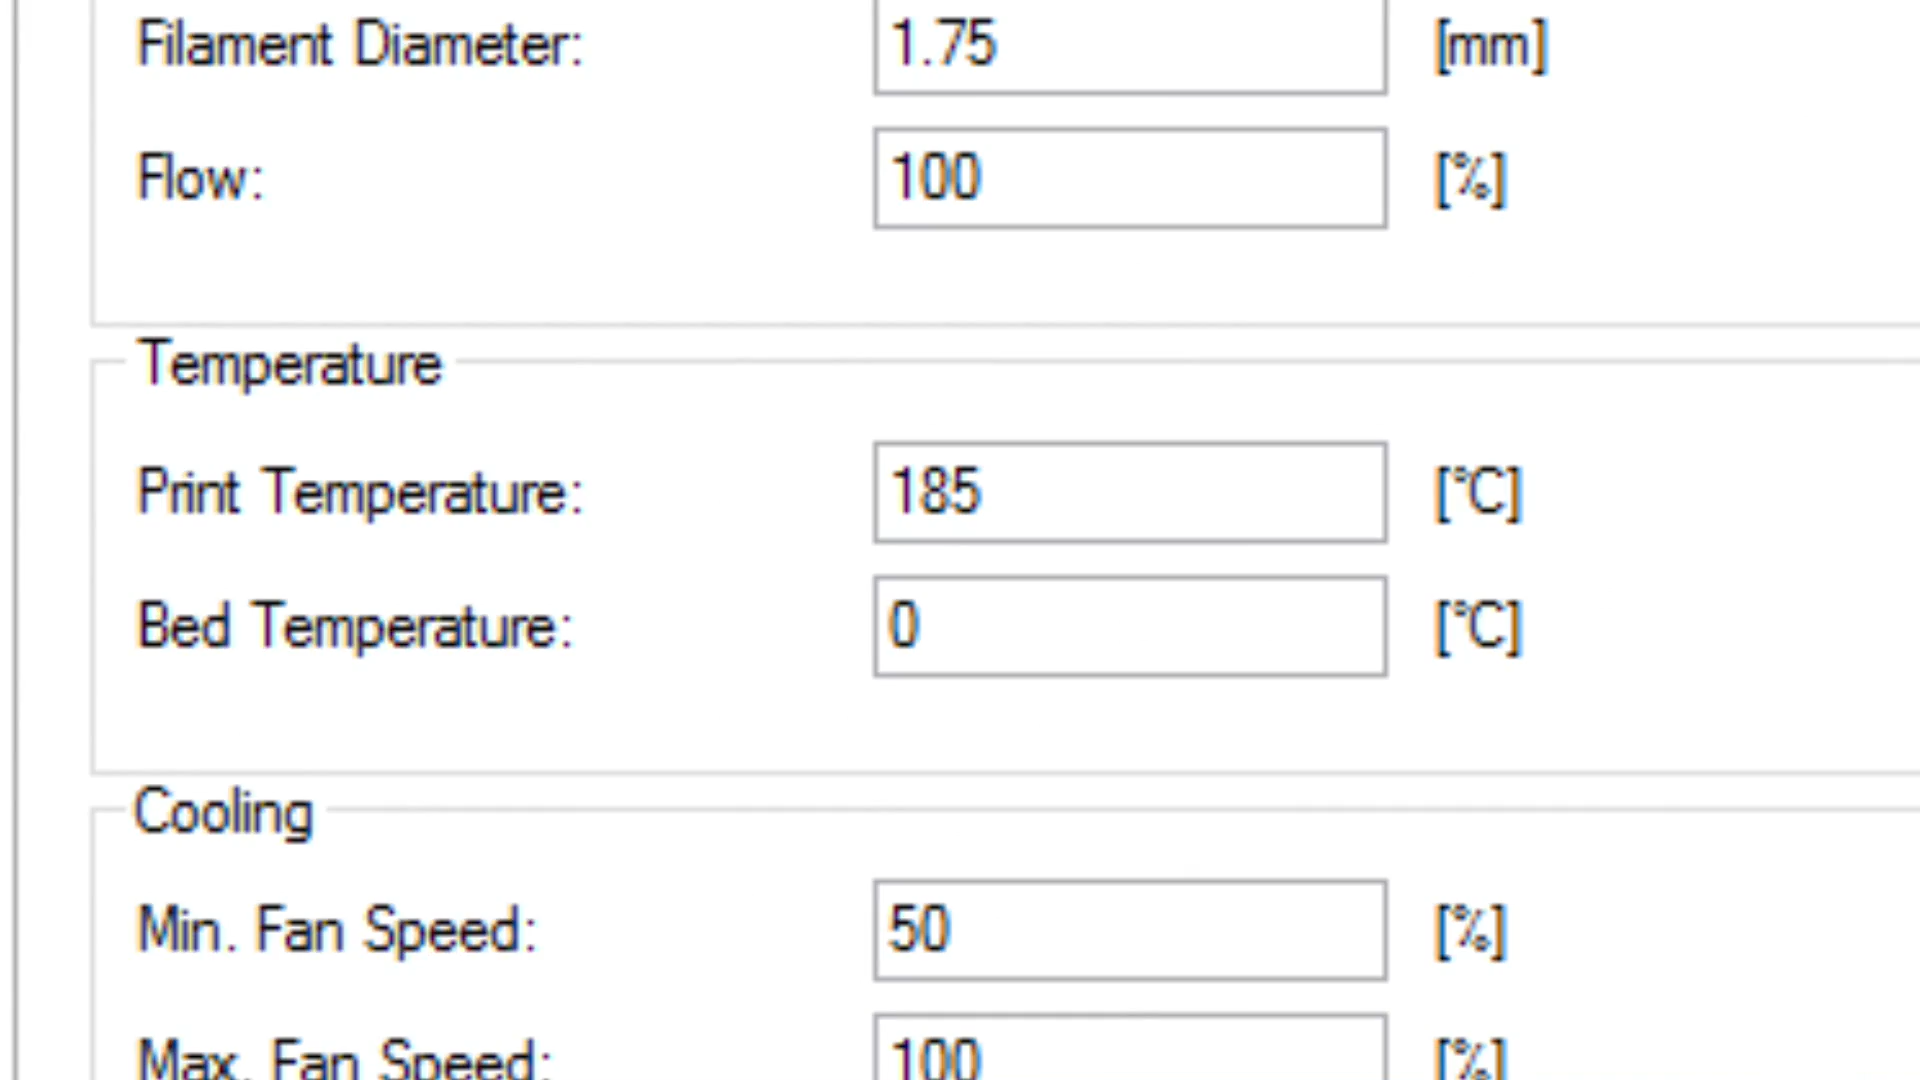 Filament Diameter: 1.75 [mm]
Flow: 100 [%]
Temperature
Print Temperature: 185 [°C]
Bed Temperature: 0 [°C]
Cooling
Min. Fan Speed: 50 [%]
Max. Fan Speed: 100 [%]